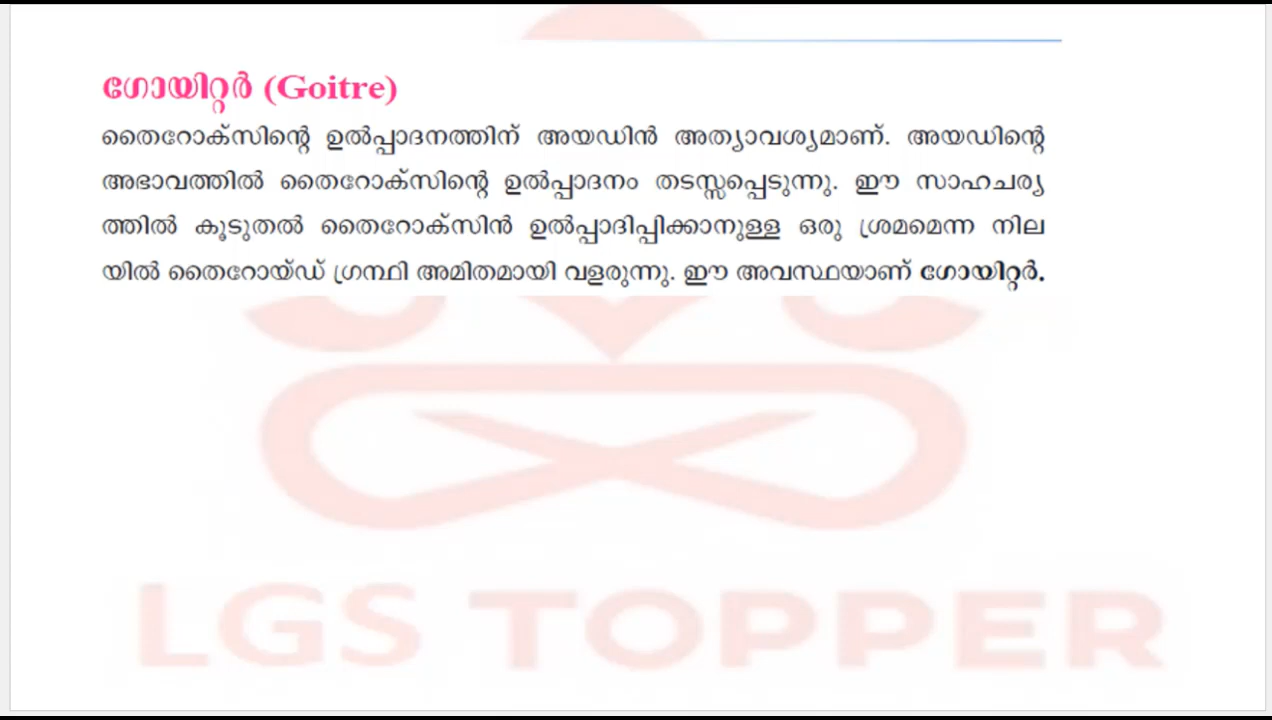 ഗോയിറ്റർ (Goitre)
തൈറോക്സിന്റെ ഉൽപ്പാദനത്തിന് അയഡിൻ അത്യാവശ്യമാണ്. അയഡിന്റെ
അഭാവത്തിൽ തൈറോക്സിന്റെ ഉൽപ്പാദനം തടസ്സപ്പെടുന്നു. ഈ സാഹചര്യ
ത്തിൽ കൂടുതൽ തൈറോക്സിൻ ഉൽപ്പാദിപ്പിക്കാനുള്ള ഒരു ശ്രമമെന്ന നില
യിൽ തൈറോയ്ഡ് ഗ്രന്ഥി അമിതമായി വളരുന്നു. ഈ അവസ്ഥയാണ് ഗോയിറ്റർ.
LGS TOPPER